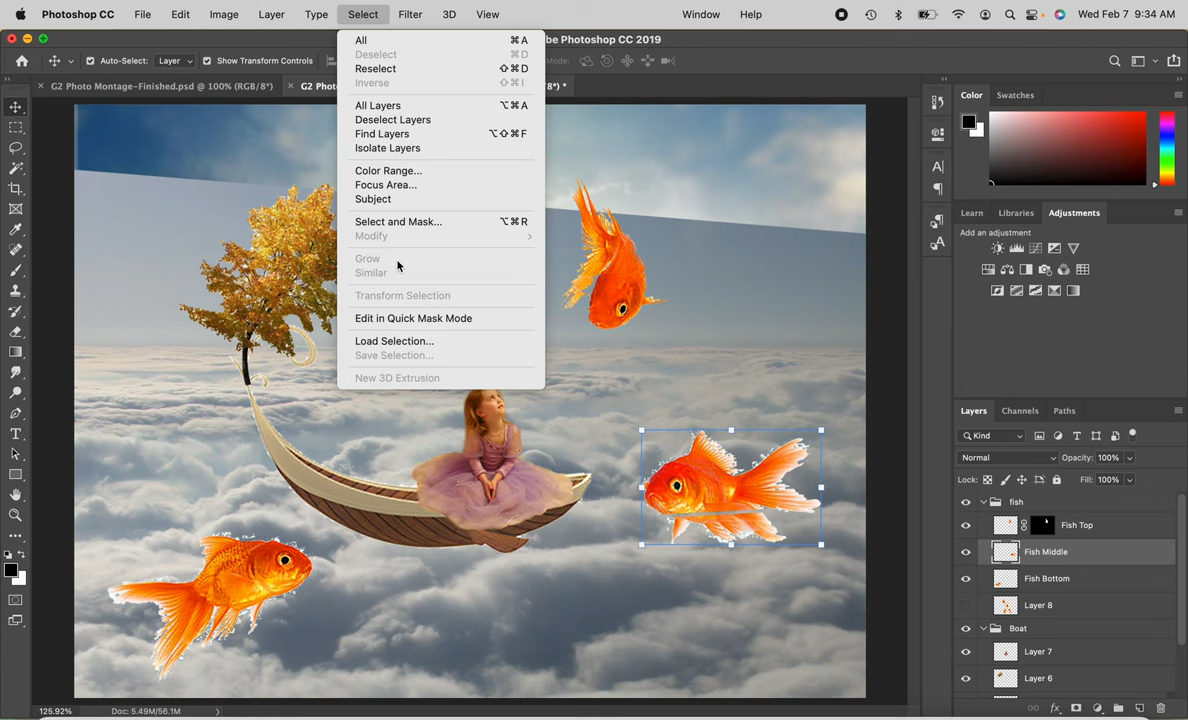 Photoshop CC File Edit Image Layer Type Select Filter 3D View Window Help Wed Feb 7 9:34 AM
be Photoshop CC 2019
Auto-Select: Layer Show Transform Controls Mode:
G2 Photo Montage-Finished.psd @ 100% (RGB/8*) G2 Phot 8*) *
All ⌘A
Deselect ⌘D
Reselect ⇧⌘D
Inverse ⇧⌘I
All Layers ⌥⌘A
Deselect Layers
Find Layers ⌥⇧⌘F
Isolate Layers
Color Range...
Focus Area...
Subject
Select and Mask... ⌥⌘R
Modify
Grow
Similar
Transform Selection
Edit in Quick Mask Mode
Load Selection...
Save Selection...
New 3D Extrusion
Color Swatches
Learn Libraries Adjustments
Add an adjustment
Layers Channels Paths
Kind
Normal Opacity: 100%
Lock: Fill: 100%
fish
Fish Top
Fish Middle
Fish Bottom
Layer 8
Boat
Layer 7
Layer 6
125.92% Doc: 5.49M/56.1M